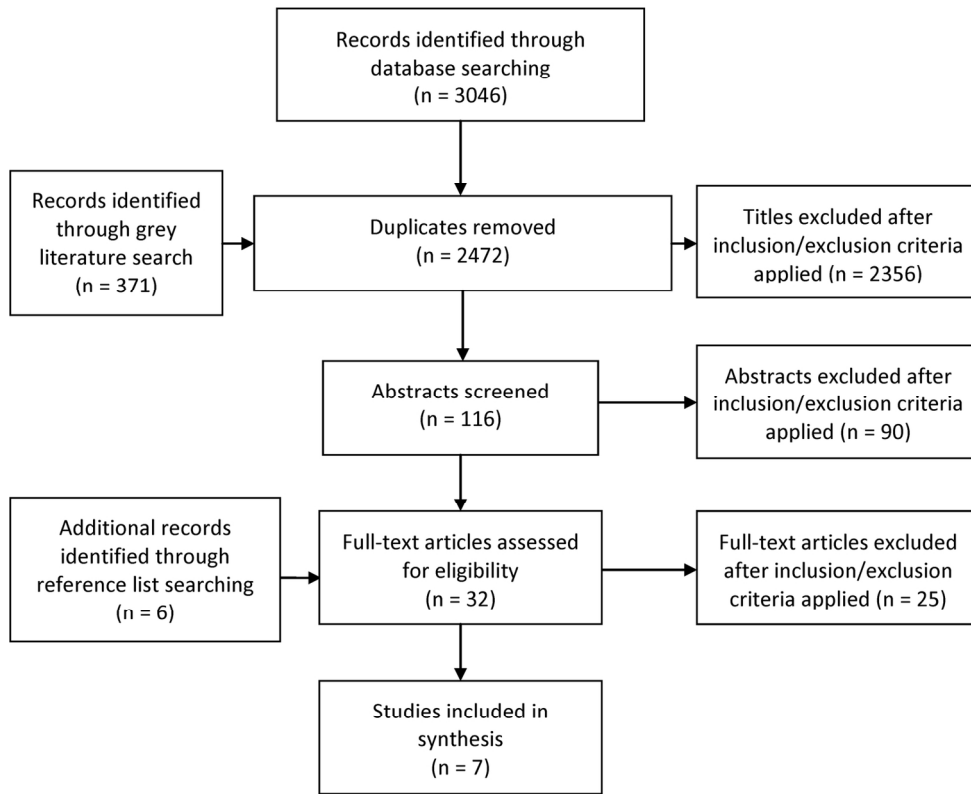 Records identified through
database searching
(n = 3046)
Records identified
through grey
literature search
(n = 371)
Duplicates removed
(n = 2472)
Titles excluded after
inclusion/exclusion criteria
applied (n = 2356)
Abstracts screened
(n = 116)
Abstracts excluded after
inclusion/exclusion criteria
applied (n = 90)
Additional records
identified through
reference list searching
(n = 6)
Full-text articles assessed
for eligibility
(n = 32)
Full-text articles excluded
after inclusion/exclusion
criteria applied (n = 25)
Studies included in
synthesis
(n = 7)